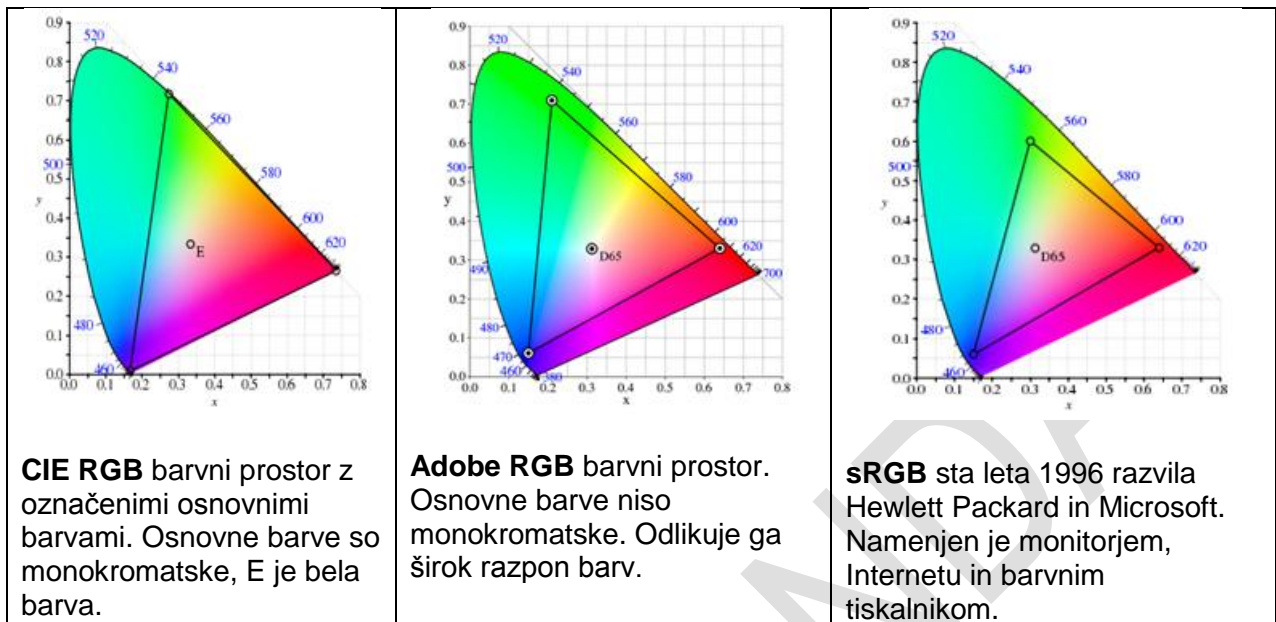 0.9
520
0.8
540
0.7
560
0.6
500
0.5
580
y
0.4
600
E
620
0.3
0.2
480
0.1
460
0.0
0.0 0.1 0.2 0.3 0.4 0.5 0.6 0.7 0.8
x
CIE RGB barvni prostor z
označenimi osnovnimi
barvami. Osnovne barve so
monokromatske, E je bela
barva.
0.9
520
0.8
540
0.7
560
0.6
500
0.5
580
y
0.4
600
D65
620
0.3
490
700
0.2
480
0.1
470
460
380
0.0
0.0 0.1 0.2 0.3 0.4 0.5 0.6 0.7 0.8
x
Adobe RGB barvni prostor.
Osnovne barve niso
monokromatske. Odlikuje ga
širok razpon barv.
0.9
520
0.8
540
0.7
560
0.6
500
0.5
580
y
0.4
600
D65
620
0.3
0.2
480
0.1
460
0.0
0.0 0.1 0.2 0.3 0.4 0.5 0.6 0.7 0.8
x
sRGB sta leta 1996 razvila
Hewlett Packard in Microsoft.
Namenjen je monitorjem,
Internetu in barvnim
tiskalnikom.